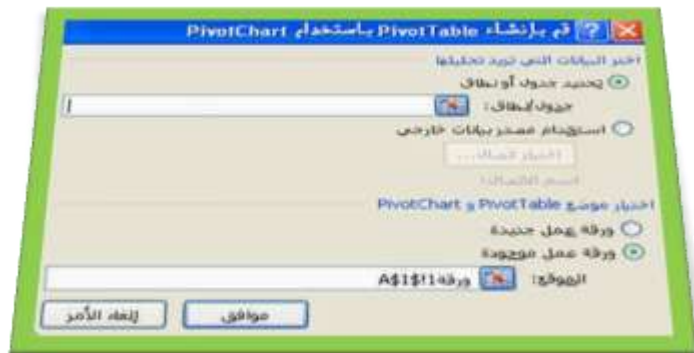 قم بإنشاء PivotTable باستخدام PivotChart
اختر البيانات التي تريد تحليلها
تحديد جدول أو نطاق
جدول/نطاق:
استخدام مصدر بيانات خارجي
اختيار اتصال...
اسم الاتصال:
اختيار موضع PivotTable و PivotChart
ورقة عمل جديدة
ورقة عمل موجودة
الموقع: ورقة1!$A$1
موافق إلغاء الأمر